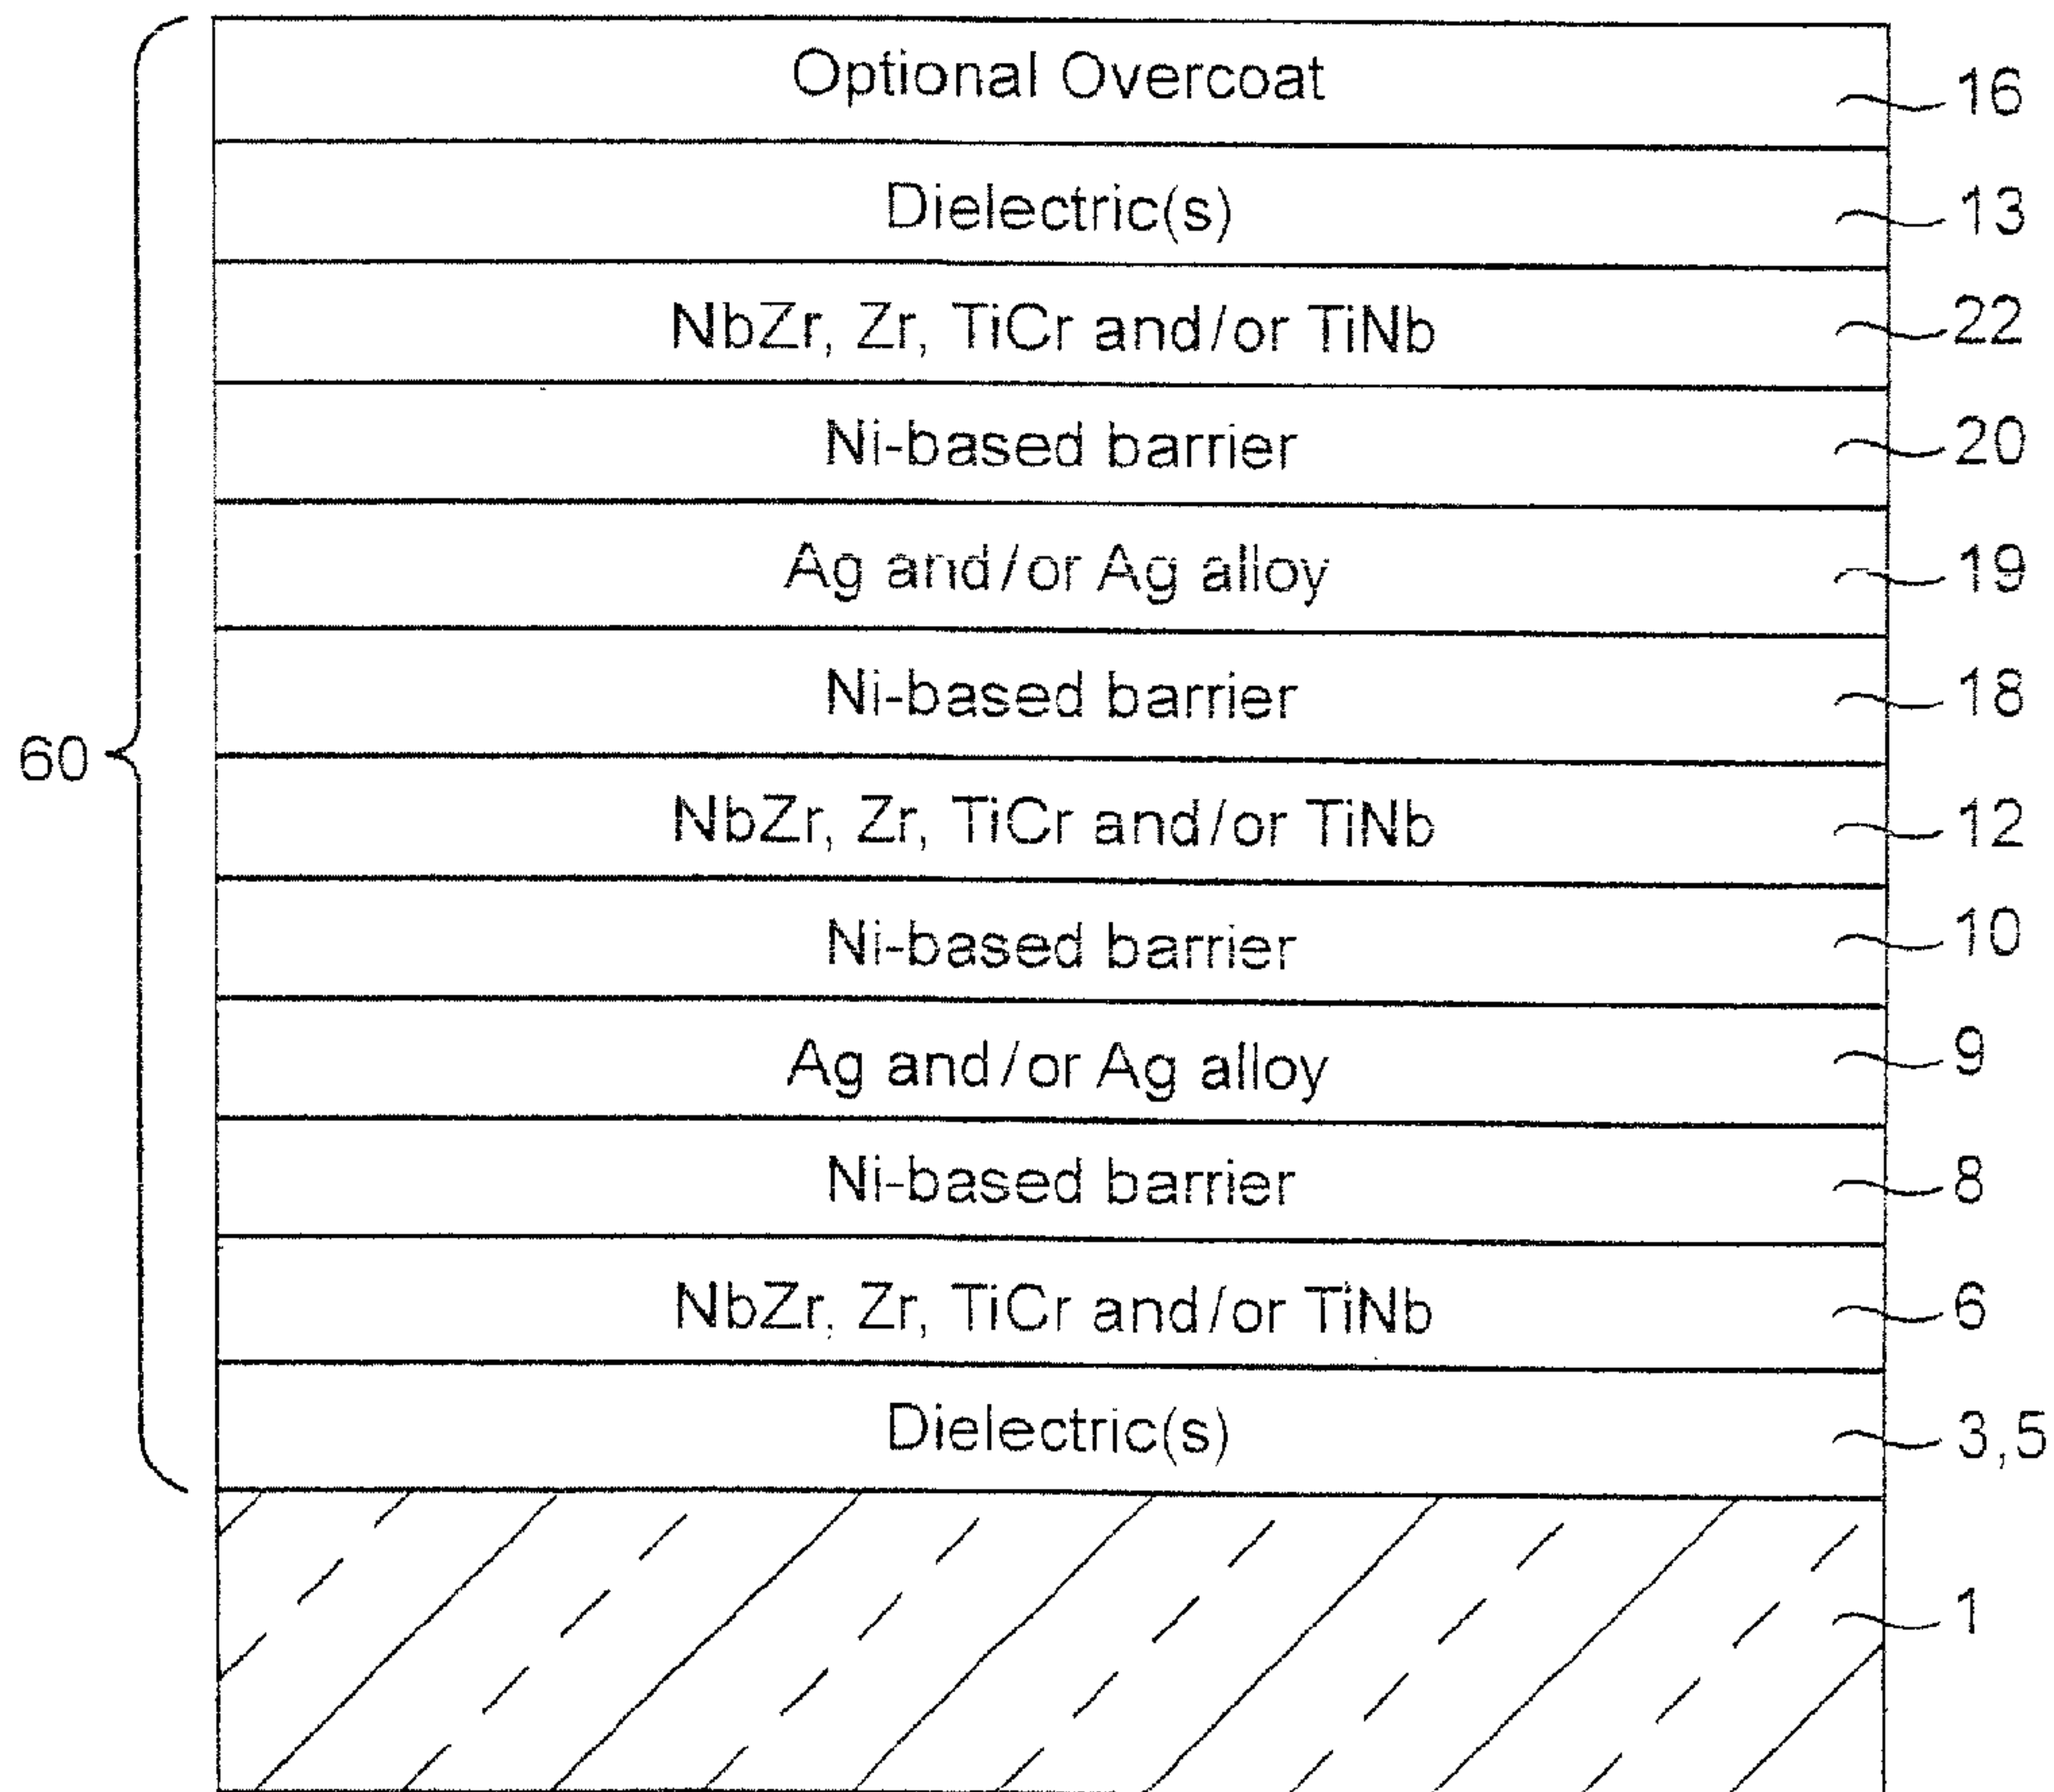 Optional Overcoat 16
Dielectric(s) 13
NbZr, Zr, TiCr and/or TiNb 22
Ni-based barrier 20
Ag and/or Ag alloy 19
Ni-based barrier 18
60
NbZr, Zr, TiCr and/or TiNb 12
Ni-based barrier 10
Ag and/or Ag alloy 9
Ni-based barrier 8
NbZr, Zr, TiCr and/or TiNb 6
Dielectric(s) 3,5
1